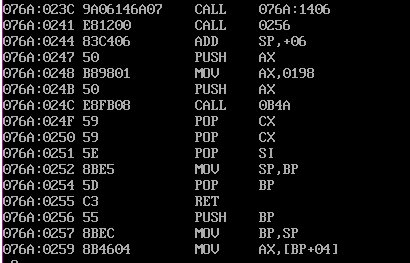 076A:023C 9A06146A07 CALL 076A:1406
076A:0241 E81200 CALL 0256
076A:0244 83C406 ADD SP,+06
076A:0247 50 PUSH AX
076A:0248 B89801 MOV AX,0198
076A:024B 50 PUSH AX
076A:024C E8FB08 CALL 0B4A
076A:024F 59 POP CX
076A:0250 59 POP CX
076A:0251 5E POP SI
076A:0252 8BE5 MOV SP,BP
076A:0254 5D POP BP
076A:0255 C3 RET
076A:0256 55 PUSH BP
076A:0257 8BEC MOV BP,SP
076A:0259 8B4604 MOV AX,[BP+04]